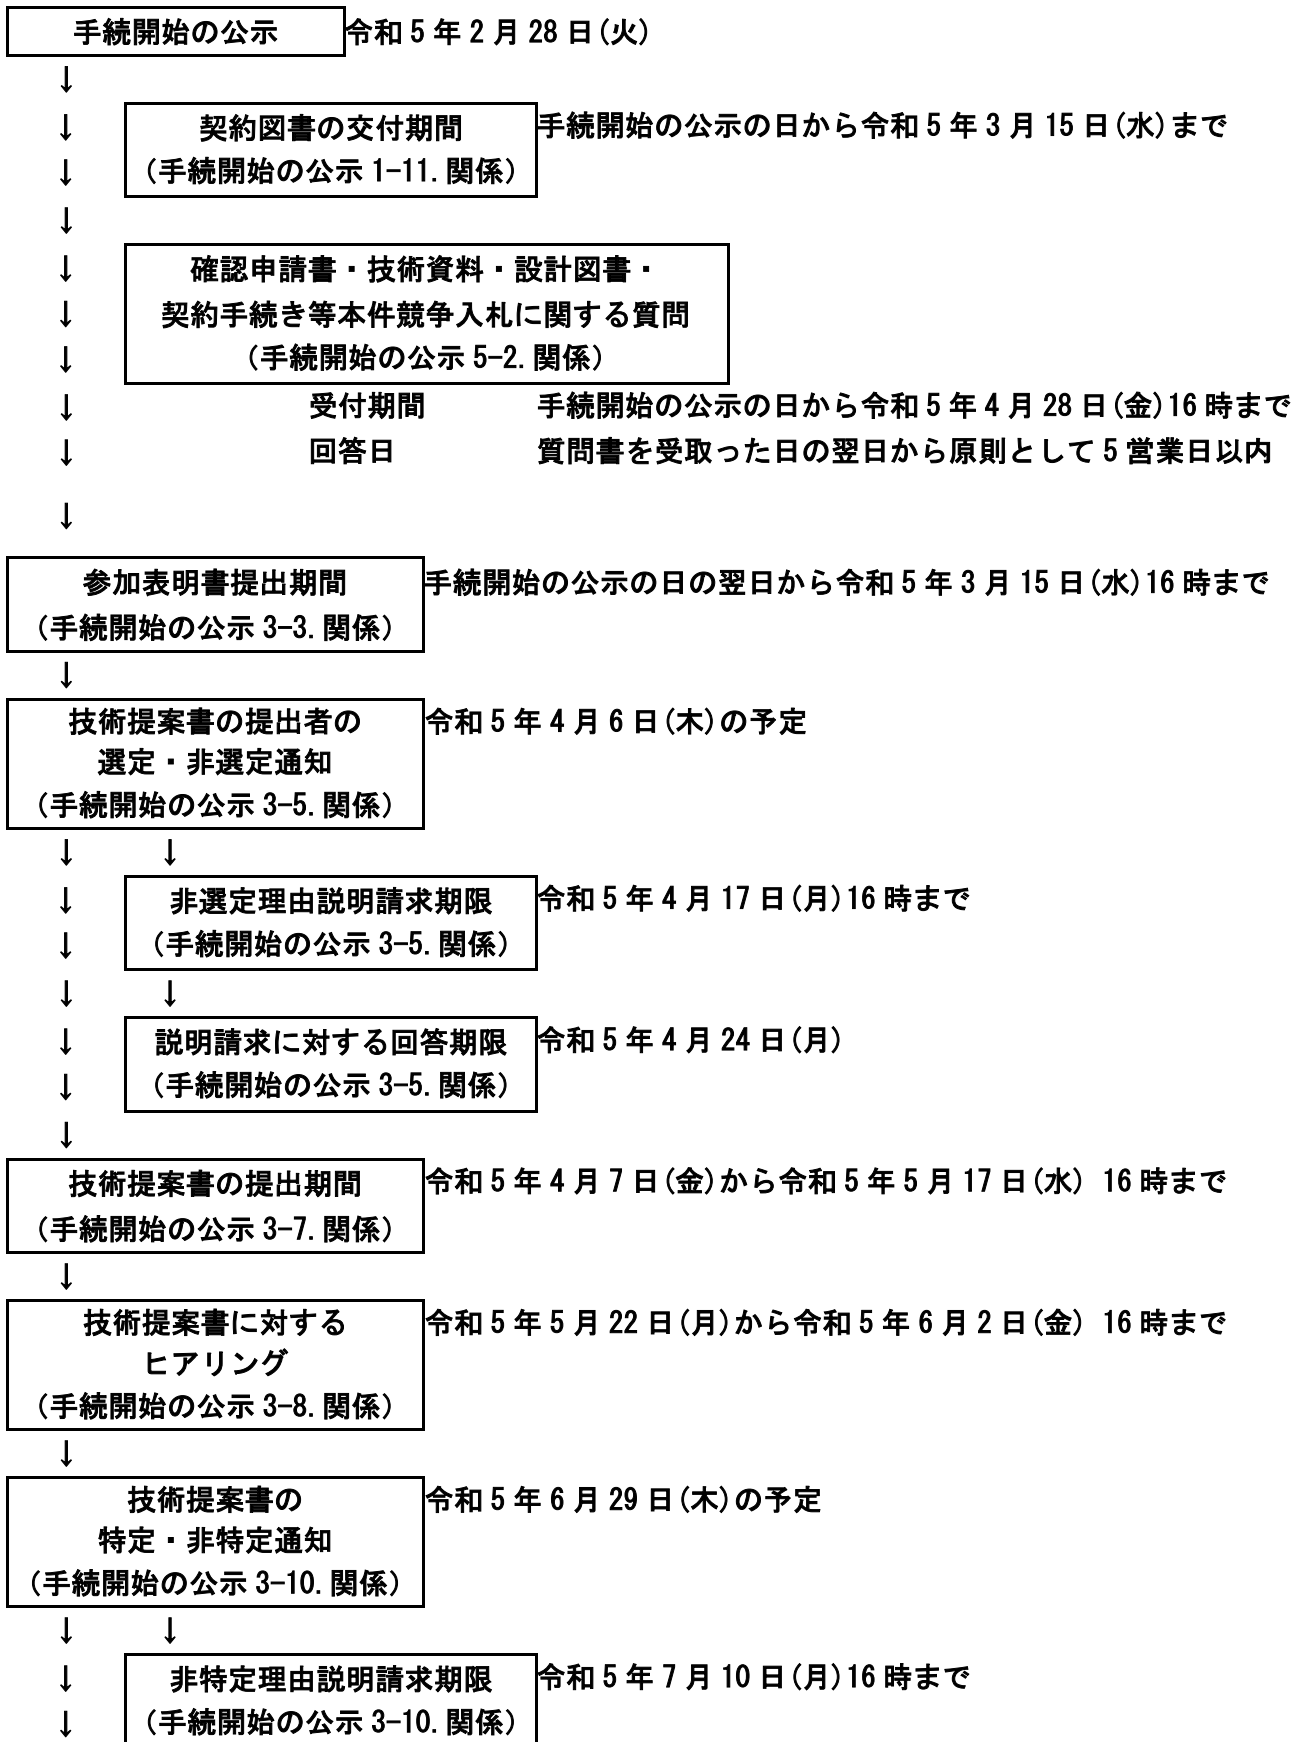 手続開始の公示 令和5年2月28日(火)
↓
↓ 契約図書の交付期間 手続開始の公示の日から令和5年3月15日(水)まで
↓ (手続開始の公示1-11.関係)
↓
↓ 確認申請書・技術資料・設計図書・
↓ 契約手続き等本件競争入札に関する質問
↓ (手続開始の公示5-2.関係)
↓ 受付期間 手続開始の公示の日から令和5年4月28日(金)16時まで
↓ 回答日 質問書を受取った日の翌日から原則として5営業日以内
↓
参加表明書提出期間 手続開始の公示の日の翌日から令和5年3月15日(水)16時まで
(手続開始の公示3-3.関係)
↓
技術提案書の提出者の 令和5年4月6日(木)の予定
選定・非選定通知
(手続開始の公示3-5.関係)
↓ ↓
↓ 非選定理由説明請求期限 令和5年4月17日(月)16時まで
↓ (手続開始の公示3-5.関係)
↓ ↓
↓ 説明請求に対する回答期限 令和5年4月24日(月)
↓ (手続開始の公示3-5.関係)
↓
技術提案書の提出期間 令和5年4月7日(金)から令和5年5月17日(水) 16時まで
(手続開始の公示3-7.関係)
↓
技術提案書に対する 令和5年5月22日(月)から令和5年6月2日(金) 16時まで
ヒアリング
(手続開始の公示3-8.関係)
↓
技術提案書の 令和5年6月29日(木)の予定
特定・非特定通知
(手続開始の公示3-10.関係)
↓ ↓
↓ 非特定理由説明請求期限 令和5年7月10日(月)16時まで
↓ (手続開始の公示3-10.関係)